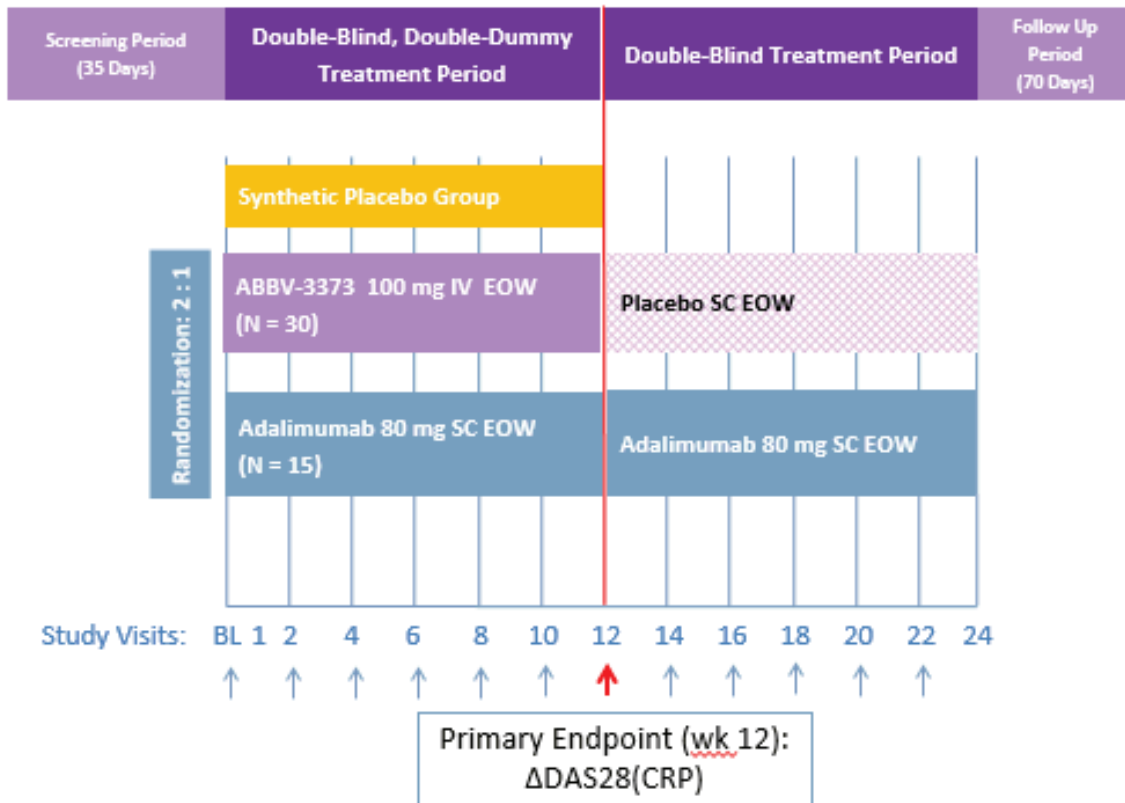 Screening Period
(35 Days)
Double-Blind, Double-Dummy
Treatment Period
Double-Blind Treatment Period
Follow Up
Period
(70 Days)
Synthetic Placebo Group
Randomization: 2 : 1
ABBV-3373 100 mg IV EOW
(N = 30)
Placebo SC EOW
Adalimumab 80 mg SC EOW
(N = 15)
Adalimumab 80 mg SC EOW
Study Visits: BL 1 2 4 6 8 10 12 14 16 18 20 22 24
Primary Endpoint (wk 12):
ΔDAS28(CRP)